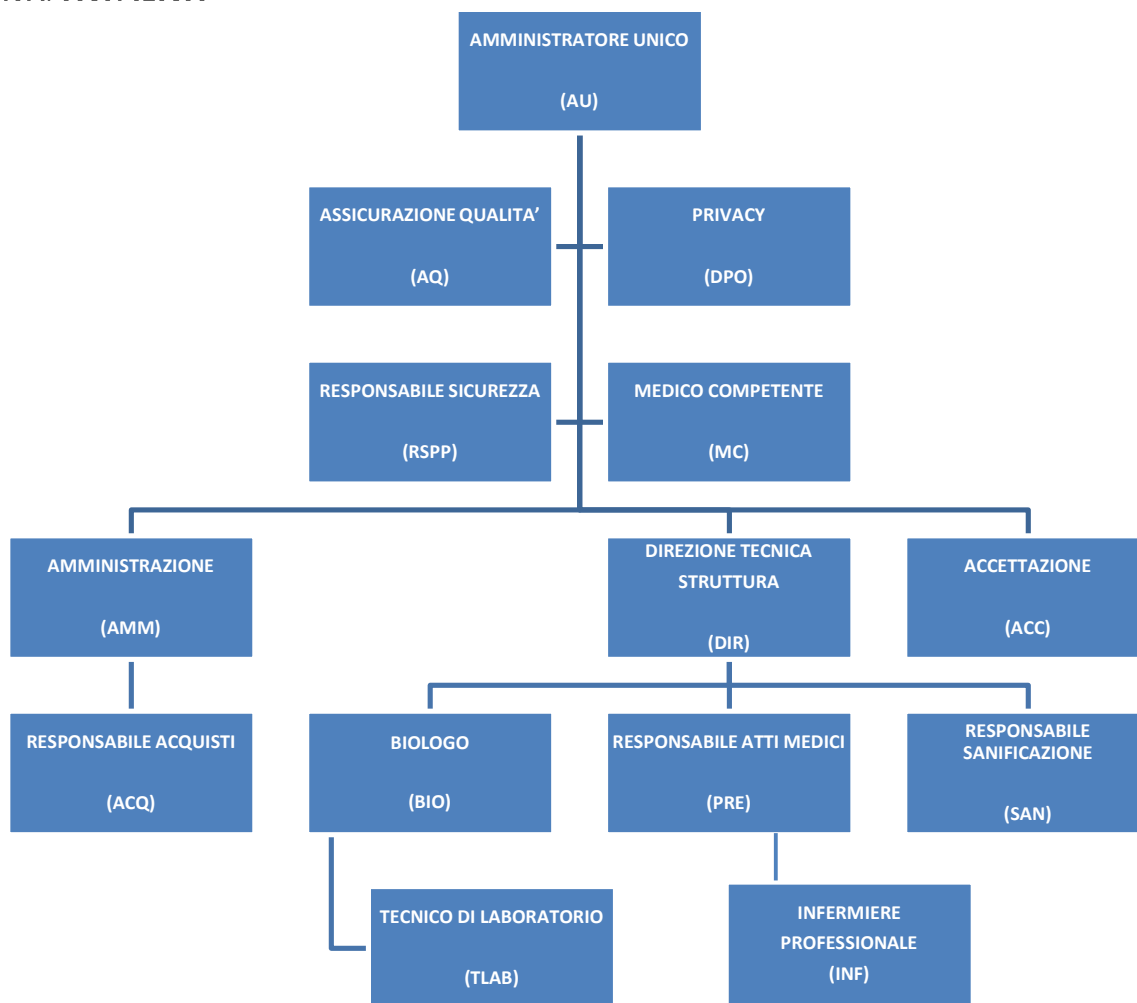 AMMINISTRATORE UNICO
(AU)
ASSICURAZIONE QUALITA’
(AQ)
PRIVACY
(DPO)
RESPONSABILE SICUREZZA
(RSPP)
MEDICO COMPETENTE
(MC)
AMMINISTRAZIONE
(AMM)
DIREZIONE TECNICA
STRUTTURA
(DIR)
ACCETTAZIONE
(ACC)
RESPONSABILE ACQUISTI
(ACQ)
BIOLOGO
(BIO)
RESPONSABILE ATTI MEDICI
(PRE)
RESPONSABILE
SANIFICAZIONE
(SAN)
TECNICO DI LABORATORIO
(TLAB)
INFERMIERE
PROFESSIONALE
(INF)